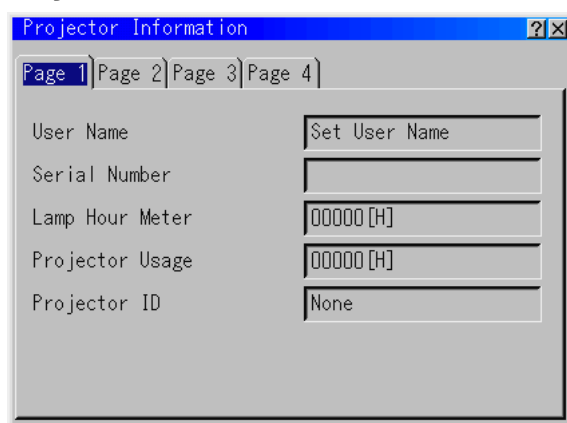 Projector Information ? X
Page 1 Page 2 Page 3 Page 4
User Name Set User Name
Serial Number
Lamp Hour Meter 00000[H]
Projector Usage 00000[H]
Projector ID None